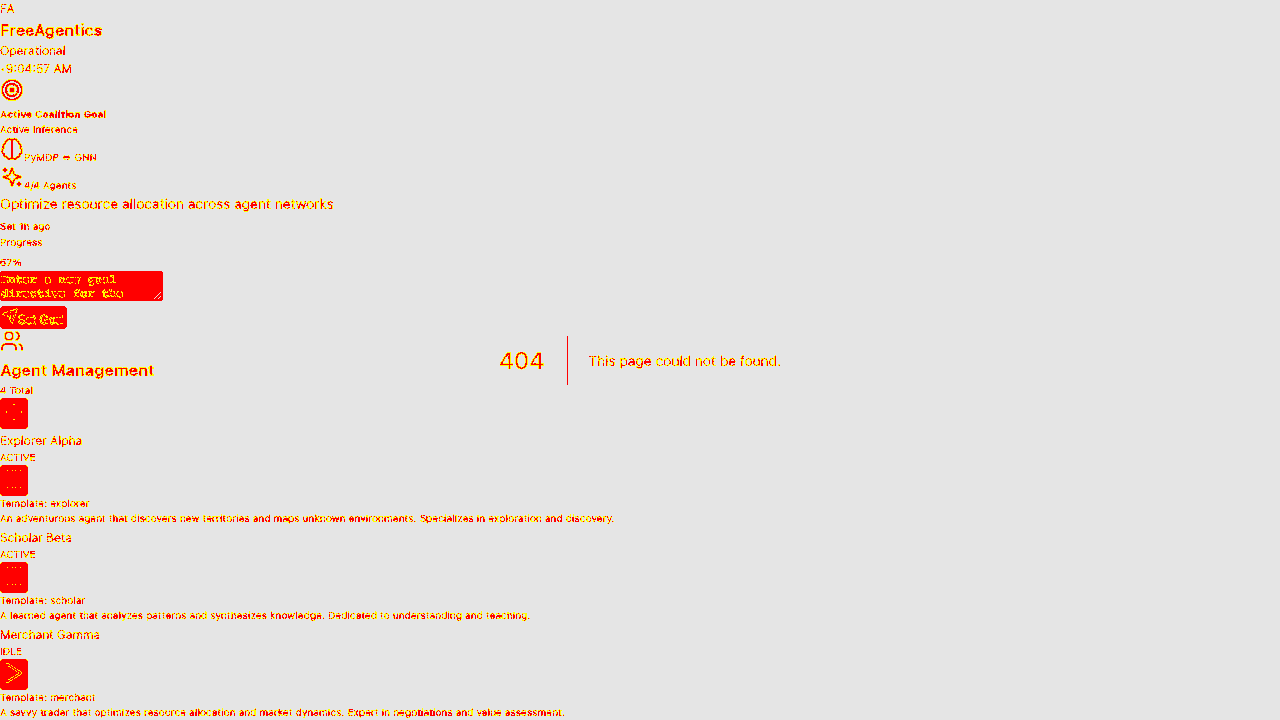 FA
FreeAgentics
Operational
Active Coalition Goal
Active Inference
PyMDP + GNN
4/4 Agents
Optimize resource allocation across agent networks
Set 1h ago
Progress
67%
Enter a new goal
directive for the
Set Goal
Agent Management
404
This page could not be found.
4 Total
Explorer Alpha
ACTIVE
Template: explorer
An adventurous agent that discovers new territories and maps unknown environments. Specializes in exploration and discovery.
Scholar Beta
ACTIVE
Template: scholar
A learned agent that analyzes patterns and synthesizes knowledge. Dedicated to understanding and teaching.
Merchant Gamma
IDLE
Template: merchant
A savvy trader that optimizes resource allocation and market dynamics. Expert in negotiations and value assessment.